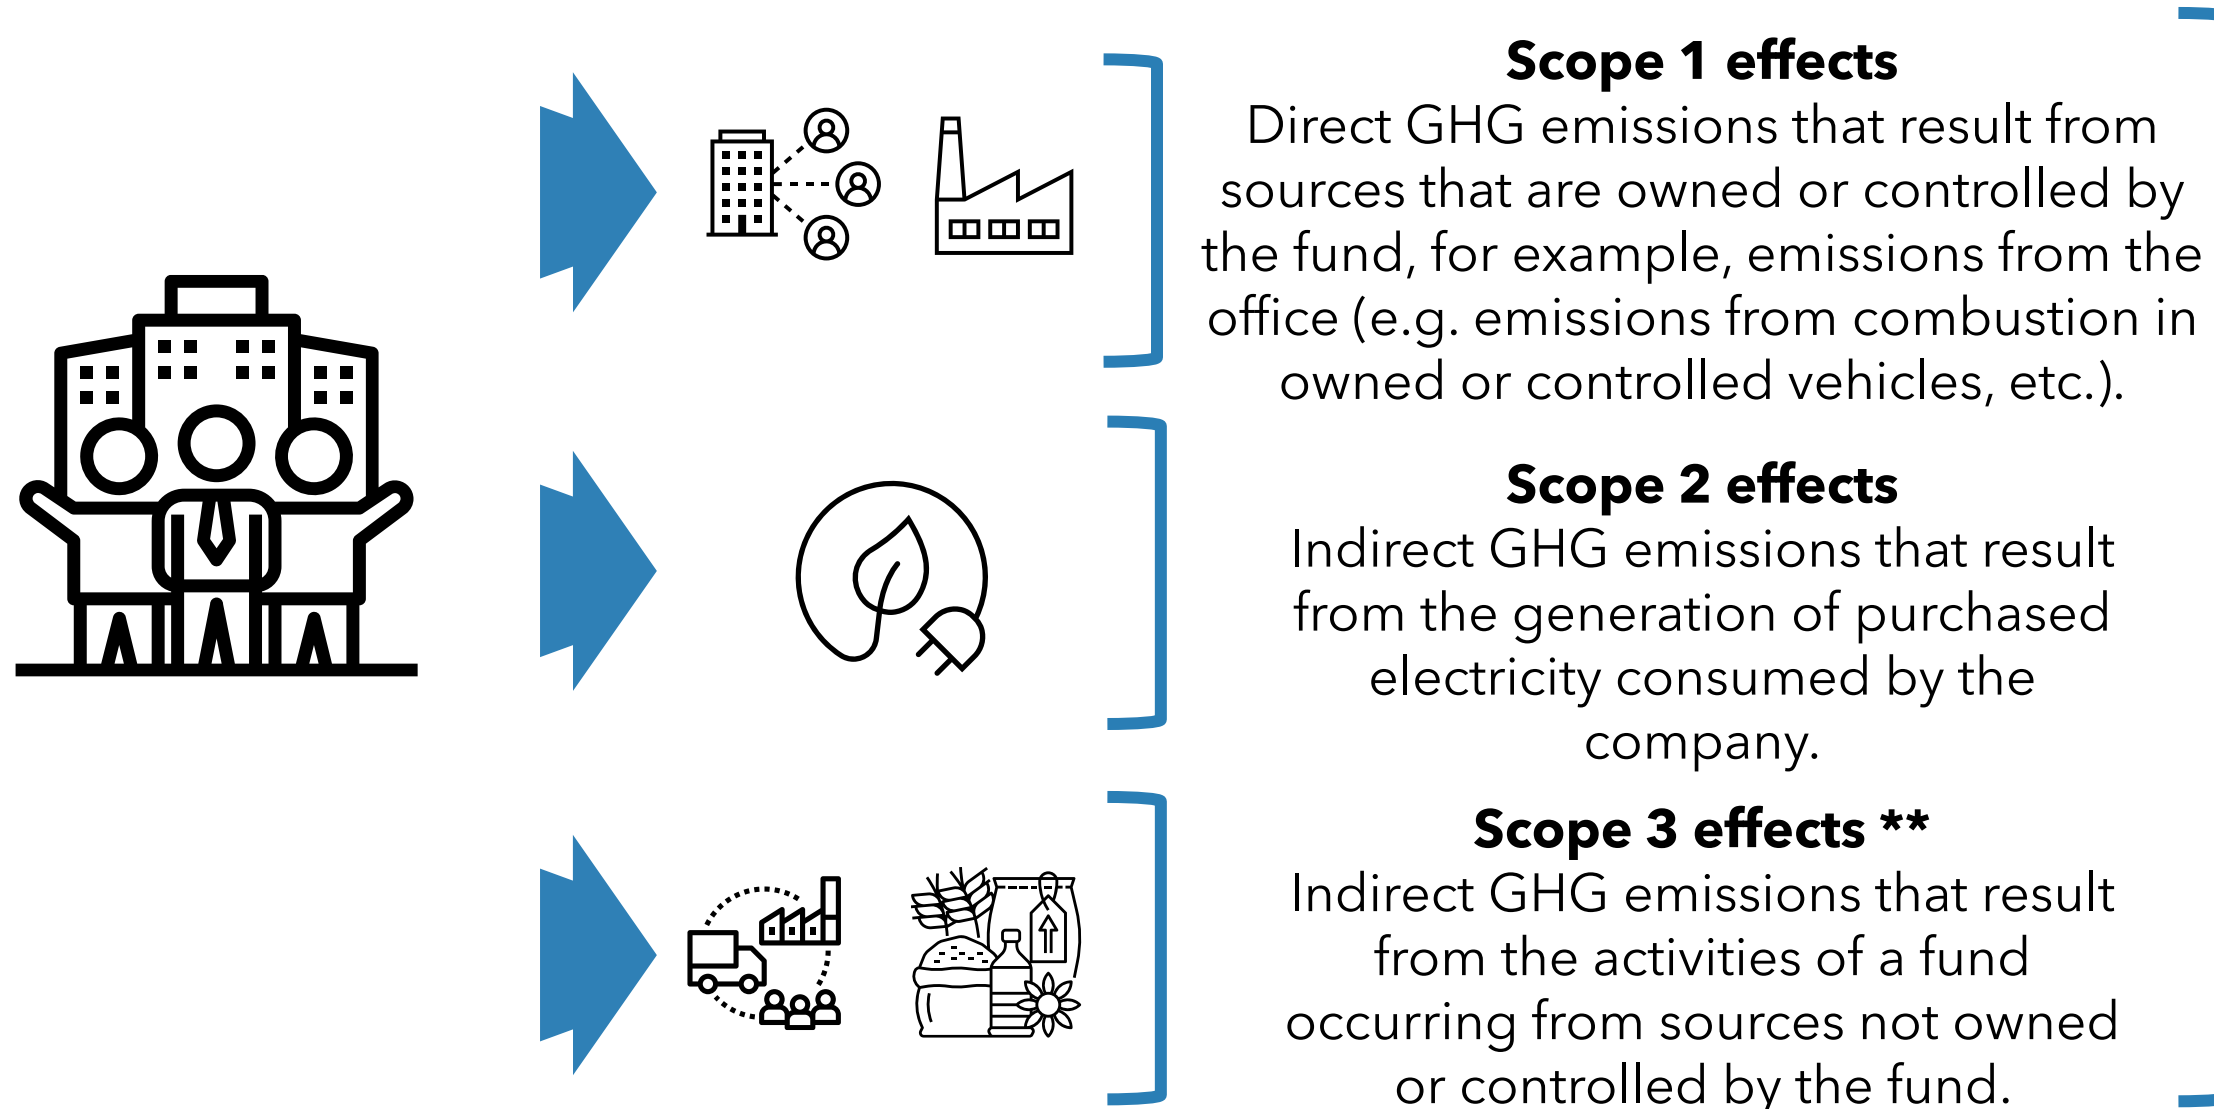 Scope 1 effects
Direct GHG emissions that result from
sources that are owned or controlled by
the fund, for example, emissions from the
office (e.g. emissions from combustion in
owned or controlled vehicles, etc.).
Scope 2 effects
Indirect GHG emissions that result
from the generation of purchased
electricity consumed by the
company.
Scope 3 effects **
Indirect GHG emissions that result
from the activities of a fund
occurring from sources not owned
or controlled by the fund.